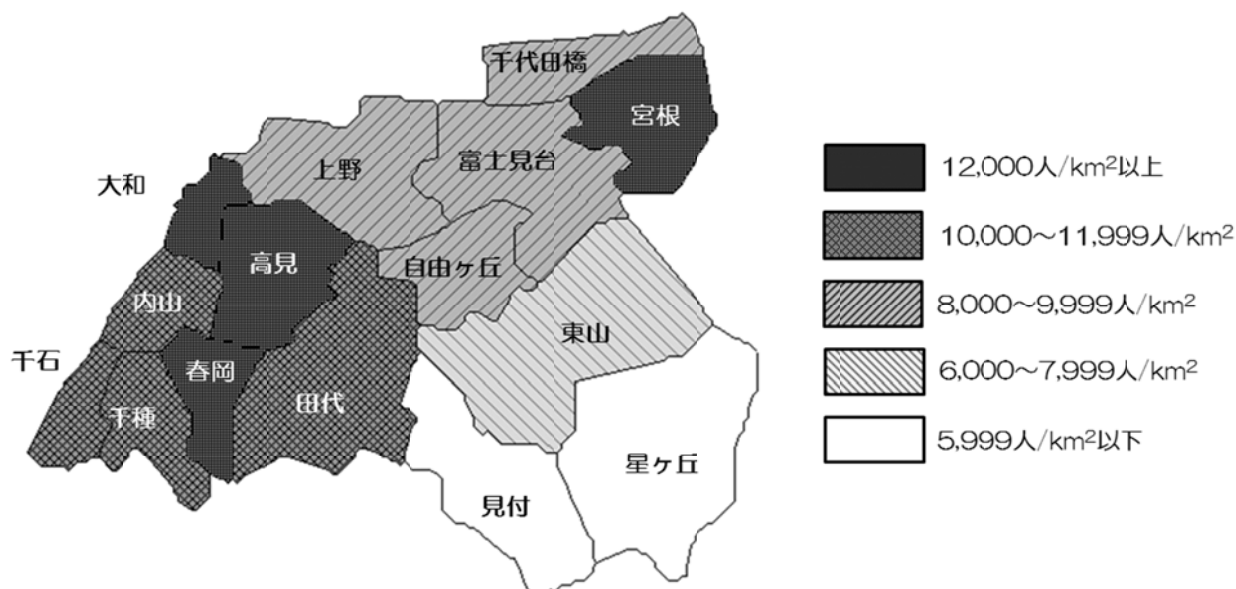 千代田橋
宮根
上野
富士見台
大和
高見
自由ヶ丘
内山
東山
千石
春岡
千種
田代
星ヶ丘
見付
12,000人/km²以上
10,000～11,999人/km²
8,000～9,999人/km²
6,000～7,999人/km²
5,999人/km²以下